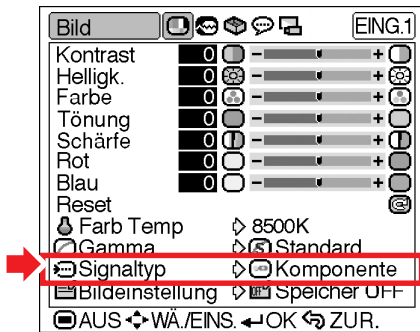 Bild EING.1
Kontrast 0 - +
Helligk. 0 - +
Farbe 0 - +
Tönung 0 - +
Schärfe 0 - +
Rot 0 - +
Blau 0 - +
Reset
Farb Temp 8500K
Gamma Standard
Signaltyp Komponente
Bildeinstellung Speicher OFF
AUS WÄ./EINS. OK ZUR.